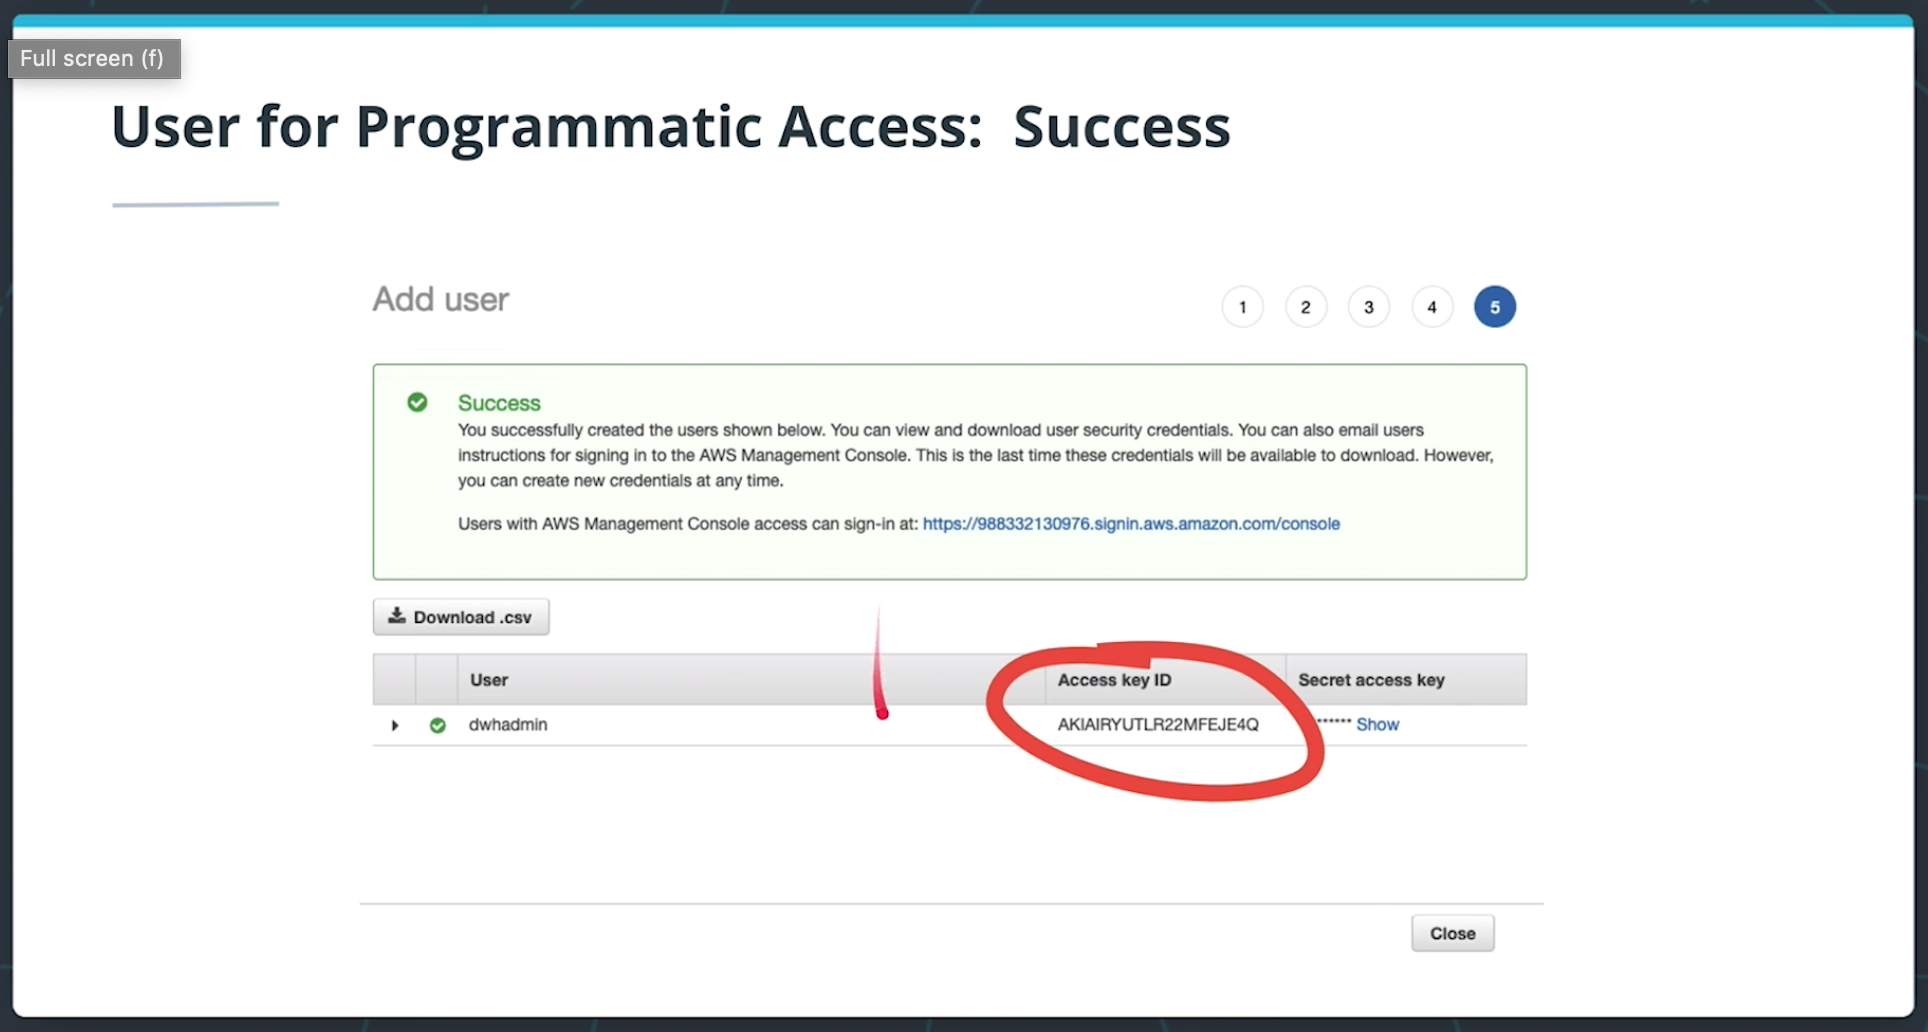 Full screen (f)
User for Programmatic Access: Success
Add user
1 2 3 4 5
Success
You successfully created the users shown below. You can view and download user security credentials. You can also email users
instructions for signing in to the AWS Management Console. This is the last time these credentials will be available to download. However,
you can create new credentials at any time.
Users with AWS Management Console access can sign-in at: https://988332130976.signin.aws.amazon.com/console
Download .csv
User Access key ID Secret access key
dwhadmin AKIAIRYUTLR22MFEJE4Q ****** Show
Close